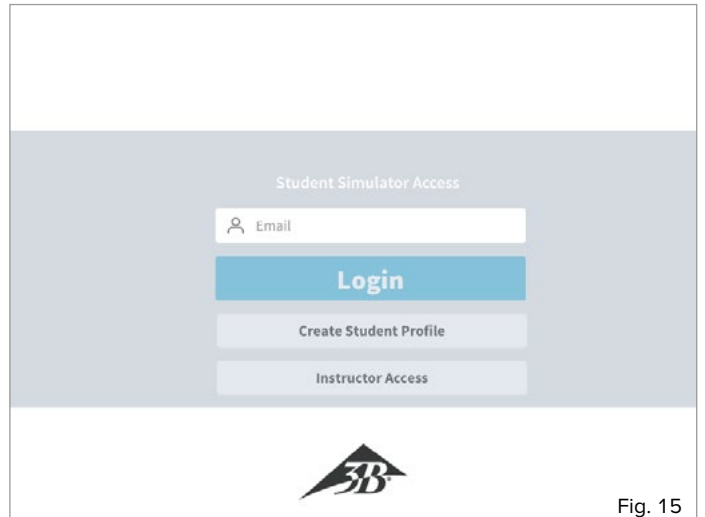 Student Simulator Access
Email
Login
Create Student Profile
Instructor Access
3B®
Fig. 15